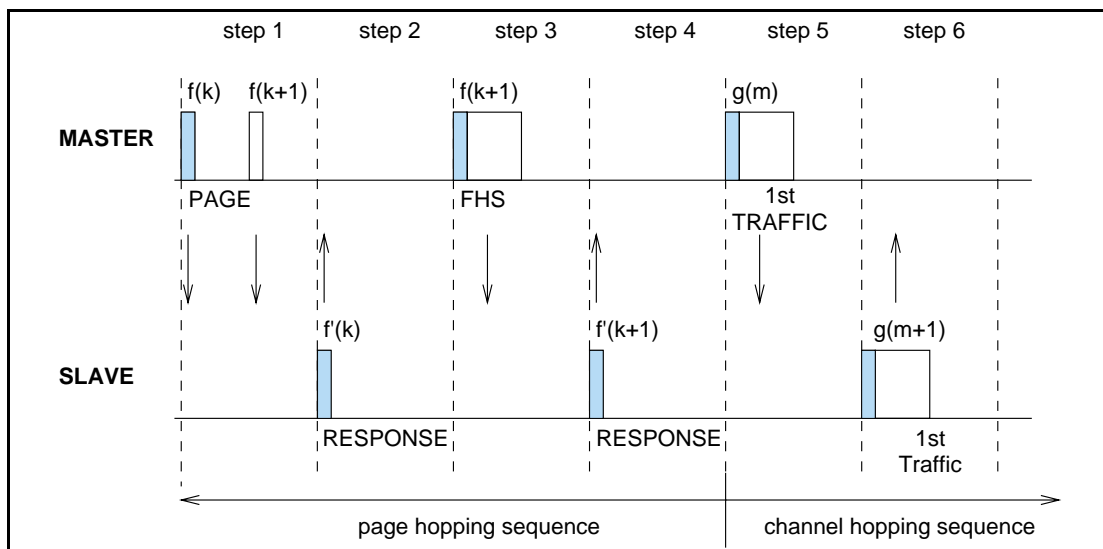 step 1 step 2 step 3 step 4 step 5 step 6
f(k) f(k+1) f(k+1) g(m)
MASTER
PAGE FHS 1st
TRAFFIC
f'(k) f'(k+1) g(m+1)
SLAVE
RESPONSE RESPONSE 1st
Traffic
page hopping sequence channel hopping sequence